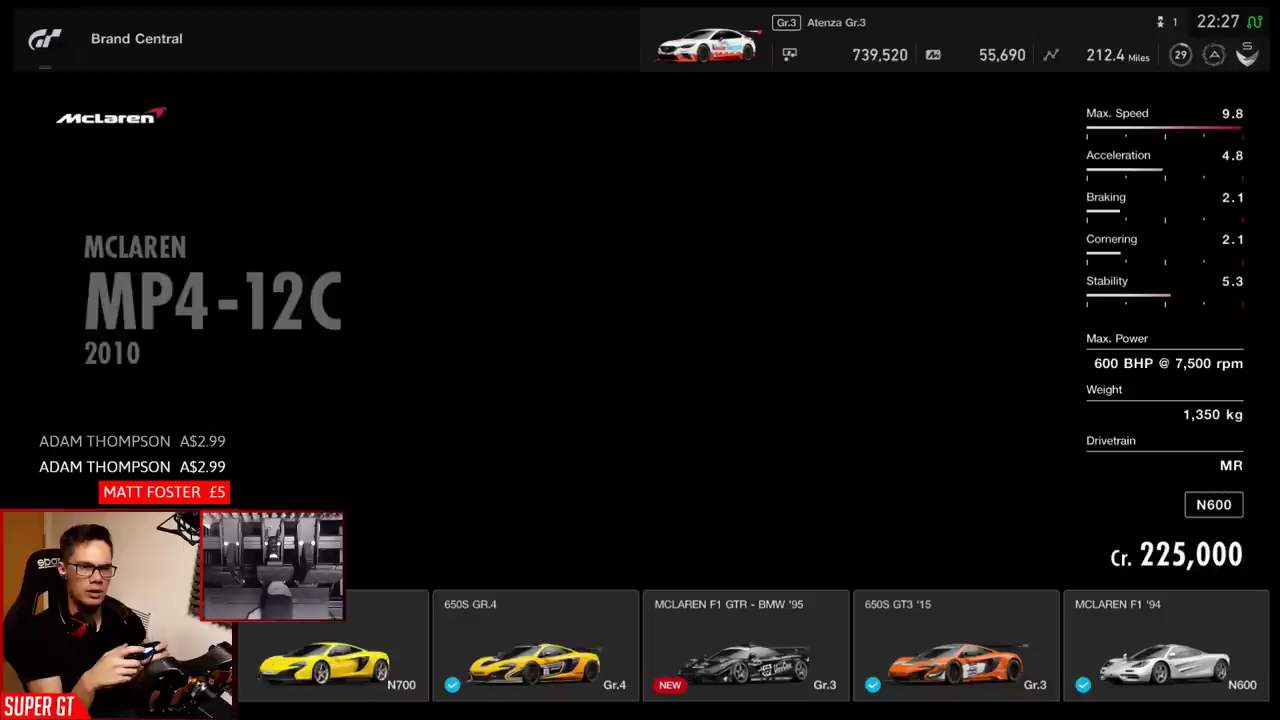 Brand Central
Gr.3 Atenza Gr.3
1 22:27
739,520 55,690 212.4 Miles 29 A S
McLaren
MCLAREN
MP4-12C
2010
Max. Speed 9.8
Acceleration 4.8
Braking 2.1
Cornering 2.1
Stability 5.3
Max. Power
600 BHP @ 7,500 rpm
Weight
1,350 kg
Drivetrain
MR
N600
Cr. 225,000
ADAM THOMPSON A$2.99
ADAM THOMPSON A$2.99
MATT FOSTER £5
N700
650S GR.4
Gr.4
MCLAREN F1 GTR - BMW '95
NEW Gr.3
650S GT3 '15
Gr.3
MCLAREN F1 '94
N600
SUPER GT